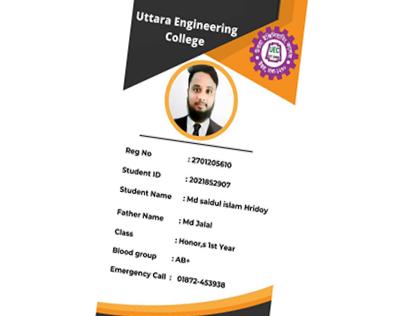 Uttara Engineering
College
Reg No : 2701205610
Student ID : 2021852907
Student Name : Md saidul islam Hridoy
Father Name : Md Jalal
Class : Honor,s 1st Year
Blood group : AB+
Emergency Call : 01872-453938